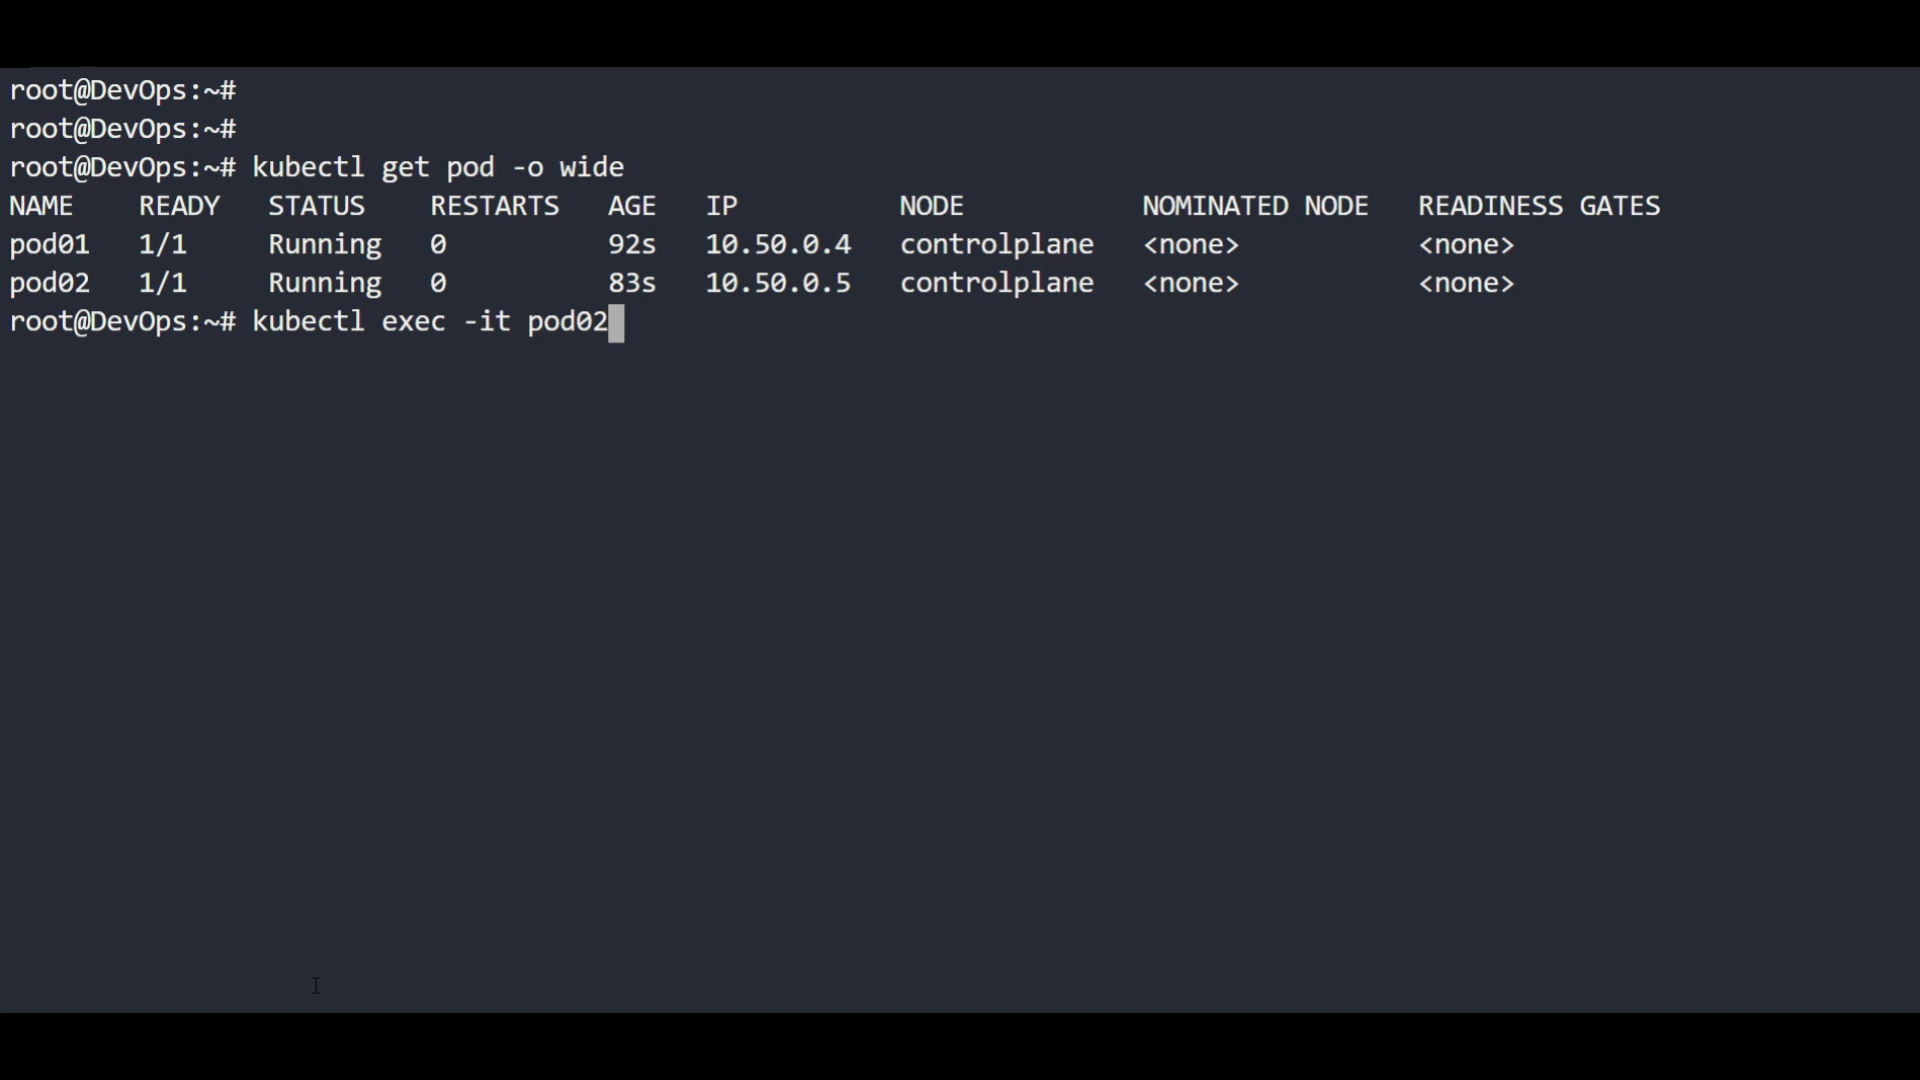 root@DevOps:~#
root@DevOps:~#
root@DevOps:~# kubectl get pod -o wide
NAME    READY   STATUS    RESTARTS   AGE   IP          NODE           NOMINATED NODE   READINESS GATES
pod01   1/1     Running   0          92s   10.50.0.4   controlplane   <none>           <none>
pod02   1/1     Running   0          83s   10.50.0.5   controlplane   <none>           <none>
root@DevOps:~# kubectl exec -it pod02